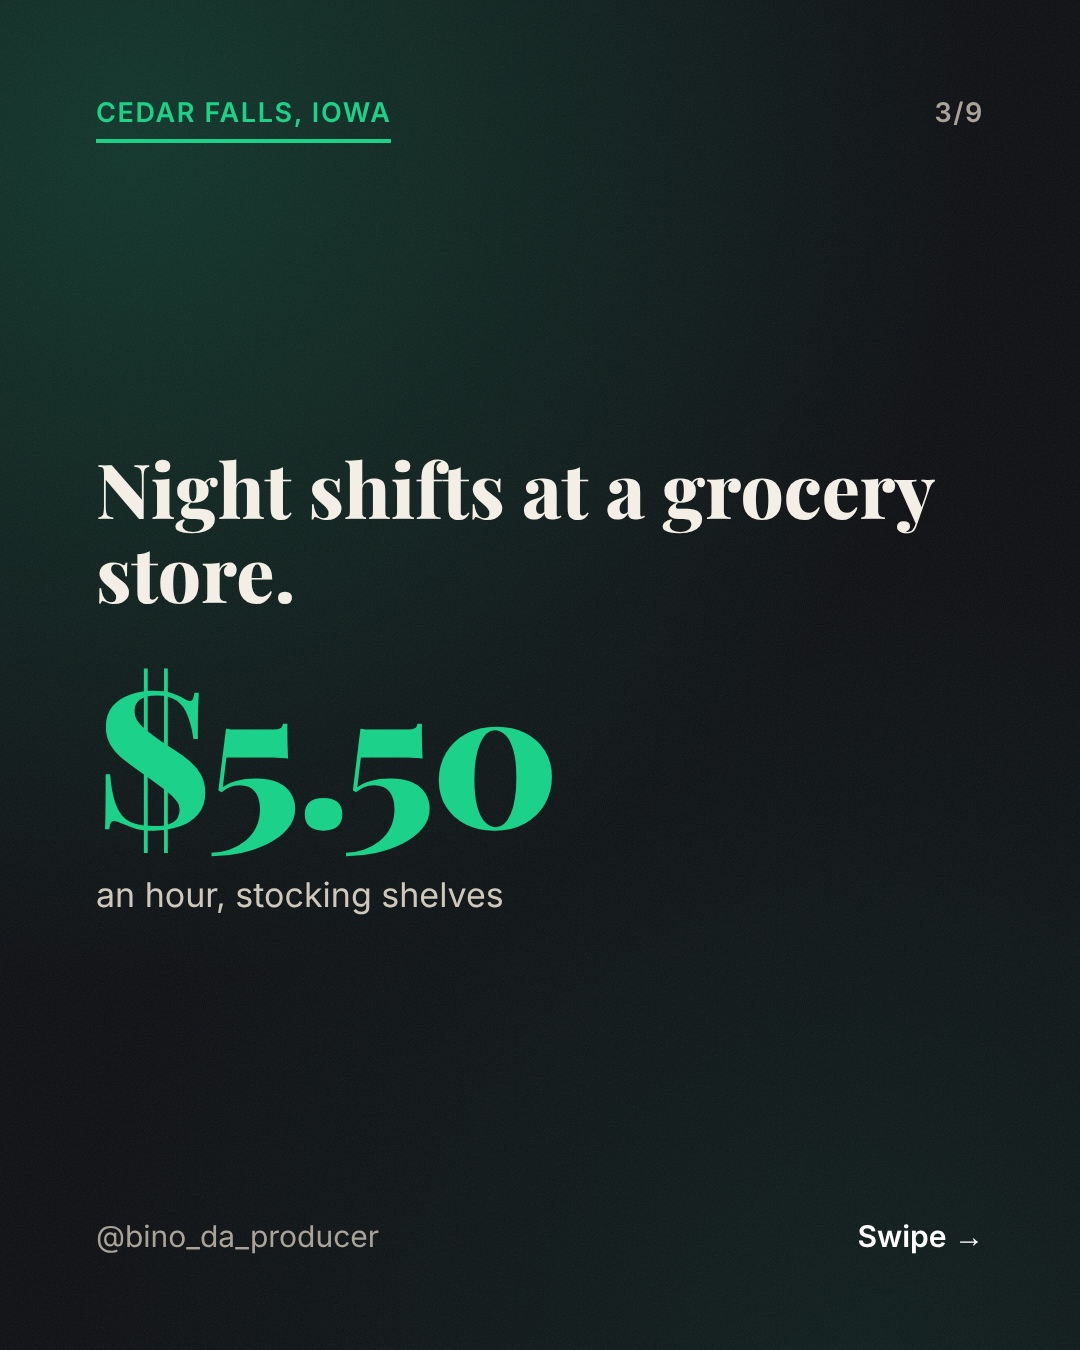 CEDAR FALLS, IOWA
3/9
Night shifts at a grocery
store.
$5.50
an hour, stocking shelves
@bino_da_producer
Swipe →